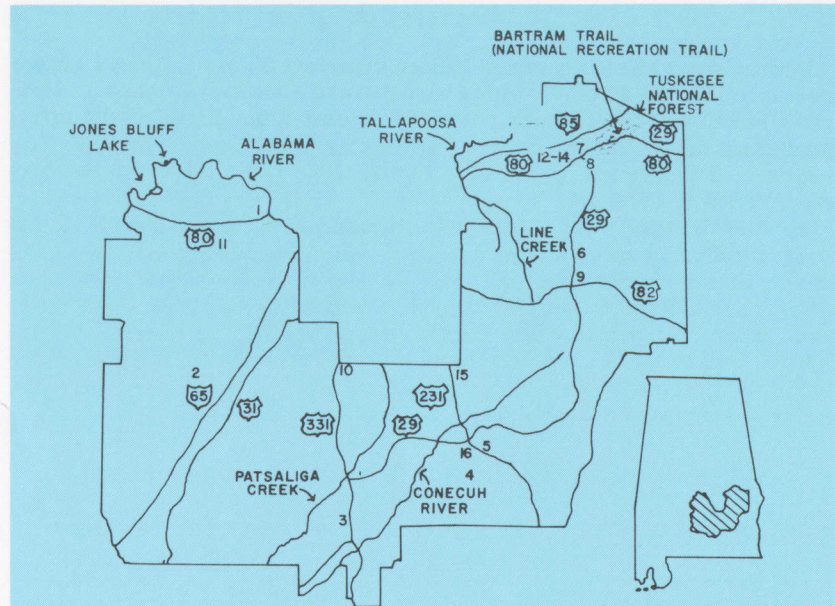 BARTRAM TRAIL
(NATIONAL RECREATION TRAIL)
TUSKEGEE
NATIONAL
FOREST
JONES BLUFF
LAKE
ALABAMA
RIVER
TALLAPOOSA
RIVER
85
29
80
12-14
7
8
80
1
80
11
LINE
CREEK
29
6
9
82
2
65
31
10
331
231
29
15
16
5
4
PATSALIGA
CREEK
CONECUH
RIVER
3